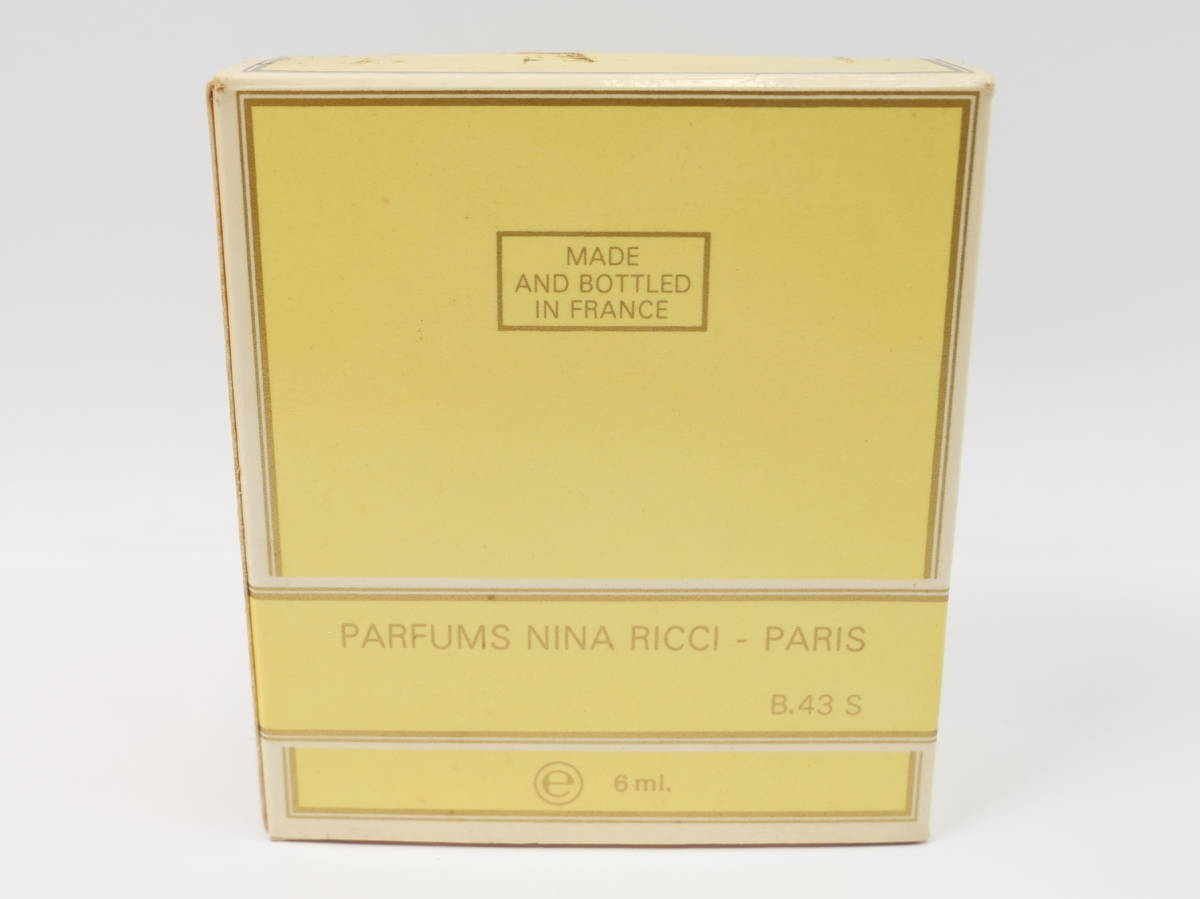 MADE
AND BOTTLED
IN FRANCE
PARFUMS NINA RICCI - PARIS
B.43 S
℮ 6 ml.